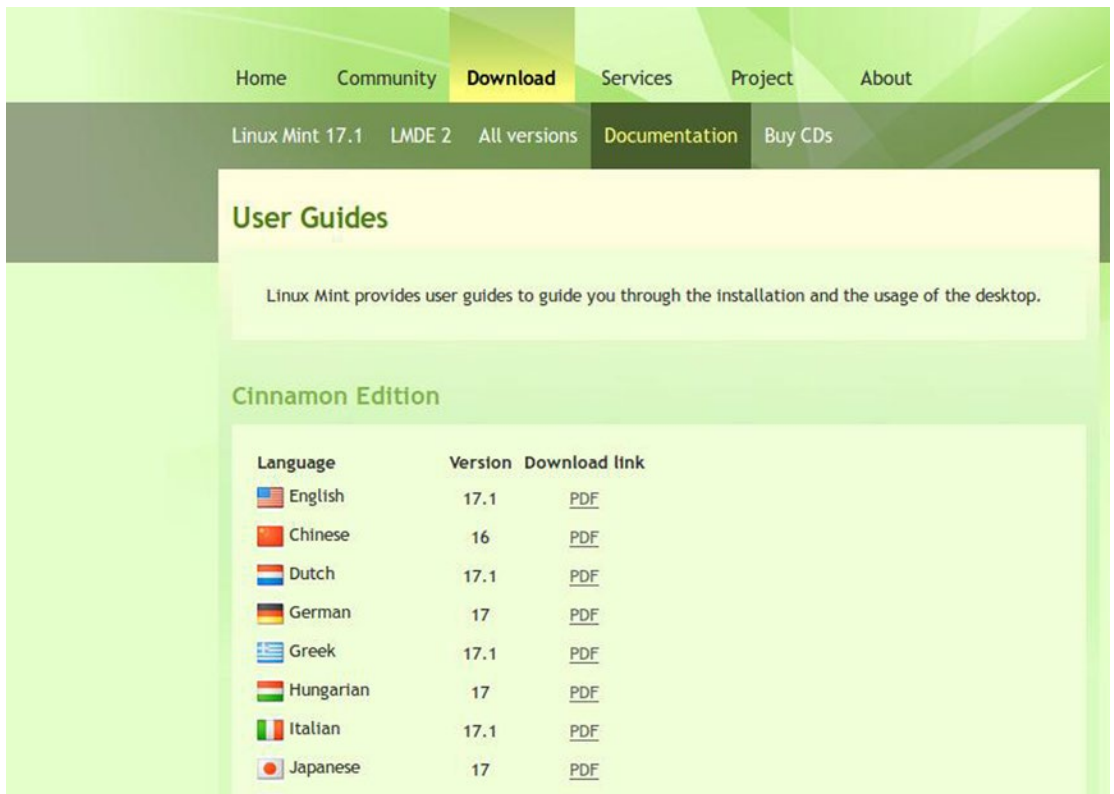 Home Community Download Services Project About
Linux Mint 17.1 LMDE 2 All versions Documentation Buy CDs
User Guides
Linux Mint provides user guides to guide you through the installation and the usage of the desktop.
Cinnamon Edition
Language Version Download link
English 17.1 PDF
Chinese 16 PDF
Dutch 17.1 PDF
German 17 PDF
Greek 17.1 PDF
Hungarian 17 PDF
Italian 17.1 PDF
Japanese 17 PDF